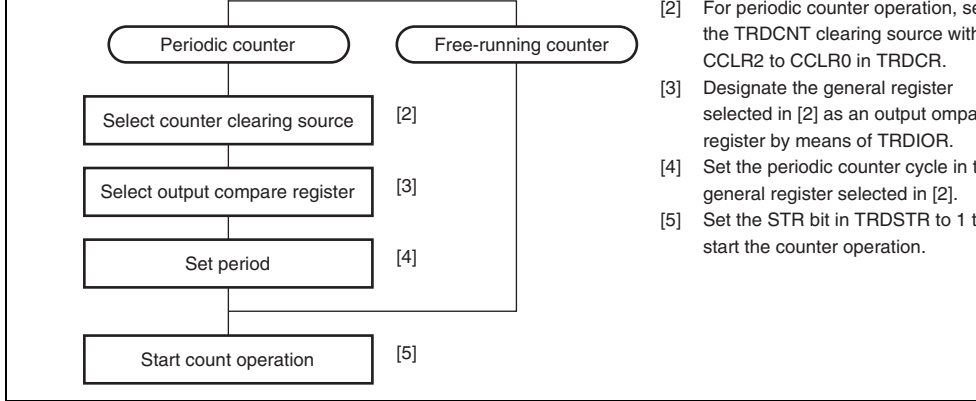 Periodic counter
Free-running counter
Select counter clearing source
[2]
Select output compare register
[3]
Set period
[4]
Start count operation
[5]
[2] For periodic counter operation,
the TRDCNT clearing source
CCLR2 to CCLR0 in TRDCR.
[3] Designate the general register
selected in [2] as an output
register by means of TRDIOR.
[4] Set the periodic counter cycle in
general register selected in [2].
[5] Set the STR bit in TRDSTR to 1
start the counter operation.